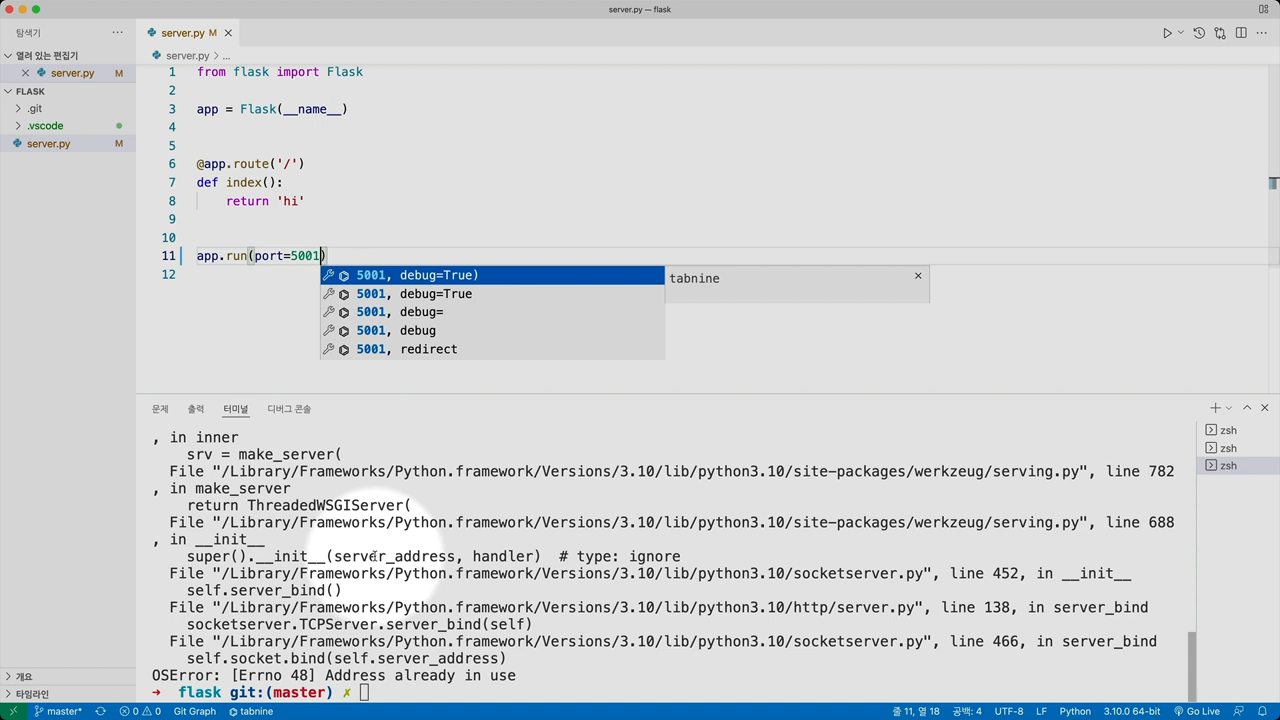 server.py — flask
탐색기
열려 있는 편집기
server.py M
FLASK
.git
.vscode
server.py M
개요
타임라인
server.py M
server.py > ...
1 from flask import Flask
2
3 app = Flask(__name__)
4
5
6 @app.route('/')
7 def index():
8     return 'hi'
9
10
11 app.run(port=5001)
12
5001, debug=True)
5001, debug=True
5001, debug=
5001, debug
5001, redirect
tabnine
문제 출력 터미널 디버그 콘솔
, in inner
    srv = make_server(
  File "/Library/Frameworks/Python.framework/Versions/3.10/lib/python3.10/site-packages/werkzeug/serving.py", line 782
, in make_server
    return ThreadedWSGIServer(
  File "/Library/Frameworks/Python.framework/Versions/3.10/lib/python3.10/site-packages/werkzeug/serving.py", line 688
, in __init__
    super().__init__(server_address, handler)  # type: ignore
  File "/Library/Frameworks/Python.framework/Versions/3.10/lib/python3.10/socketserver.py", line 452, in __init__
    self.server_bind()
  File "/Library/Frameworks/Python.framework/Versions/3.10/lib/python3.10/http/server.py", line 138, in server_bind
    socketserver.TCPServer.server_bind(self)
  File "/Library/Frameworks/Python.framework/Versions/3.10/lib/python3.10/socketserver.py", line 466, in server_bind
    self.socket.bind(self.server_address)
OSError: [Errno 48] Address already in use
➜ flask git:(master) ✗
zsh
zsh
zsh
master* 0 0 Git Graph tabnine 줄 11, 열 18 공백: 4 UTF-8 LF Python 3.10.0 64-bit Go Live